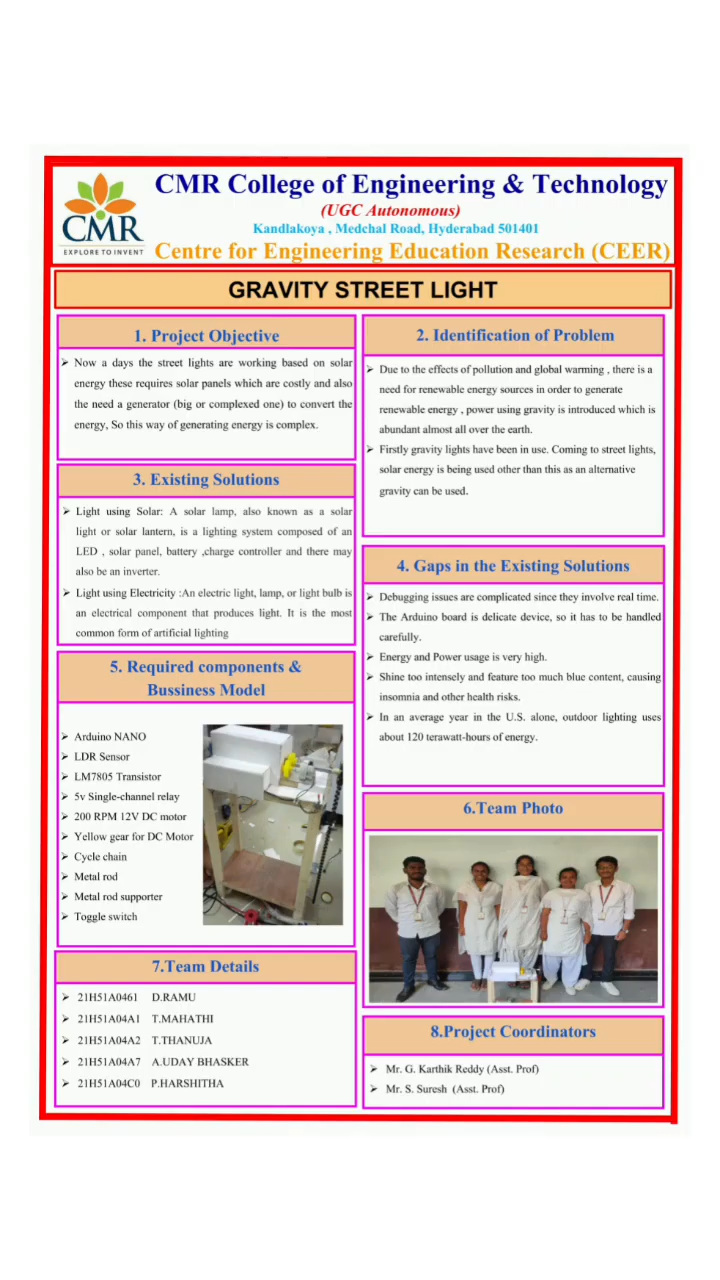 CMR
EXPLORE TO INVENT
CMR College of Engineering & Technology
(UGC Autonomous)
Kandlakoya , Medchal Road, Hyderabad 501401
Centre for Engineering Education Research (CEER)
GRAVITY STREET LIGHT
1. Project Objective
➢ Now a days the street lights are working based on solar
energy these requires solar panels which are costly and also
the need a generator (big or complexed one) to convert the
energy, So this way of generating energy is complex.
2. Identification of Problem
➢ Due to the effects of pollution and global warming , there is a
need for renewable energy sources in order to generate
renewable energy , power using gravity is introduced which is
abundant almost all over the earth.
➢ Firstly gravity lights have been in use. Coming to street lights,
solar energy is being used other than this as an alternative
gravity can be used.
3. Existing Solutions
➢ Light using Solar: A solar lamp, also known as a solar
light or solar lantern, is a lighting system composed of an
LED , solar panel, battery ,charge controller and there may
also be an inverter.
➢ Light using Electricity :An electric light, lamp, or light bulb is
an electrical component that produces light. It is the most
common form of artificial lighting
4. Gaps in the Existing Solutions
➢ Debugging issues are complicated since they involve real time.
➢ The Arduino board is delicate device, so it has to be handled
carefully.
➢ Energy and Power usage is very high.
➢ Shine too intensely and feature too much blue content, causing
insomnia and other health risks.
➢ In an average year in the U.S. alone, outdoor lighting uses
about 120 terawatt-hours of energy.
5. Required components &
Bussiness Model
➢ Arduino NANO
➢ LDR Sensor
➢ LM7805 Transistor
➢ 5v Single-channel relay
➢ 200 RPM 12V DC motor
➢ Yellow gear for DC Motor
➢ Cycle chain
➢ Metal rod
➢ Metal rod supporter
➢ Toggle switch
6.Team Photo
7.Team Details
➢ 21H51A0461 D.RAMU
➢ 21H51A04A1 T.MAHATHI
➢ 21H51A04A2 T.THANUJA
➢ 21H51A04A7 A.UDAY BHASKER
➢ 21H51A04C0 P.HARSHITHA
8.Project Coordinators
➢ Mr. G. Karthik Reddy (Asst. Prof)
➢ Mr. S. Suresh (Asst. Prof)